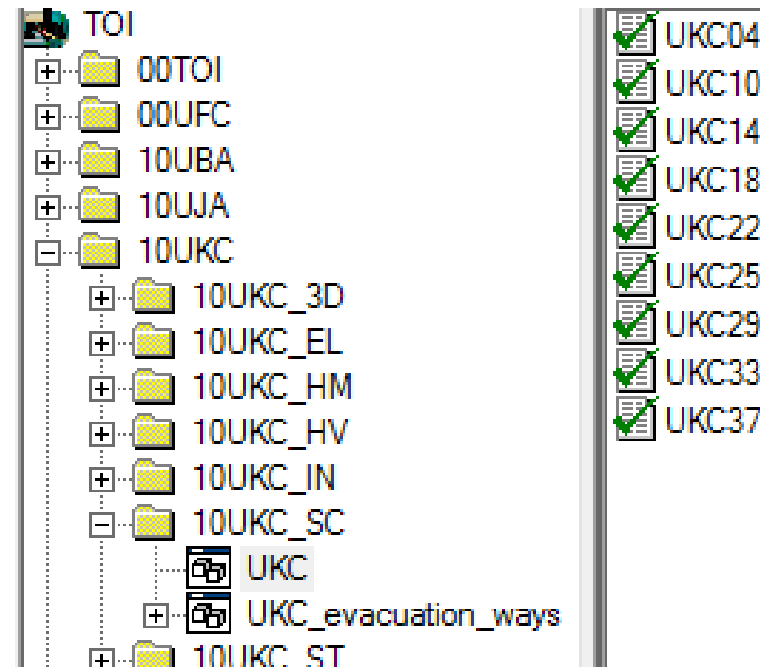 TOI
00TOI
00UFC
10UBA
10UJA
10UKC
10UKC_3D
10UKC_EL
10UKC_HM
10UKC_HV
10UKC_IN
10UKC_SC
UKC
UKC_evacuation_ways
10UKC_ST
UKC04
UKC10
UKC14
UKC18
UKC22
UKC25
UKC29
UKC33
UKC37